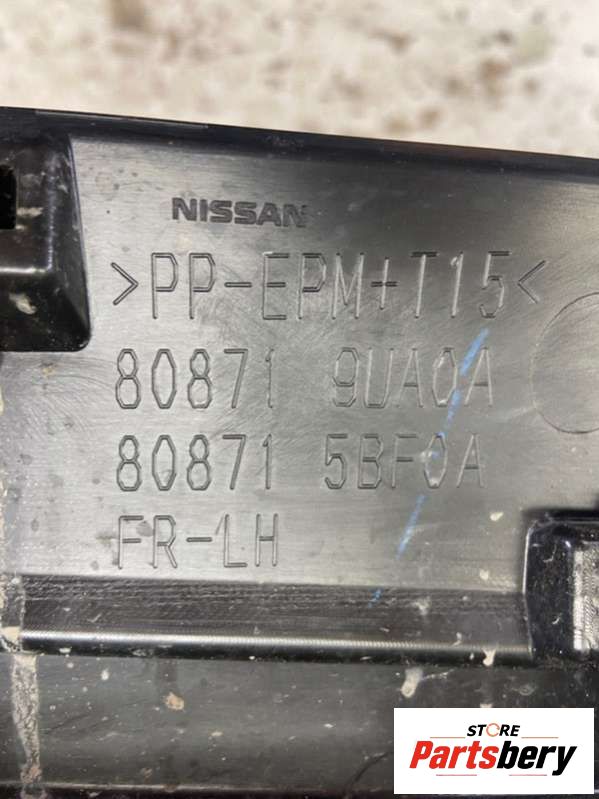 NISSAN
>PP-EPM+T15<
80871 9UA0A
80871 5BF0A
FR-LH
STORE
Partsbery